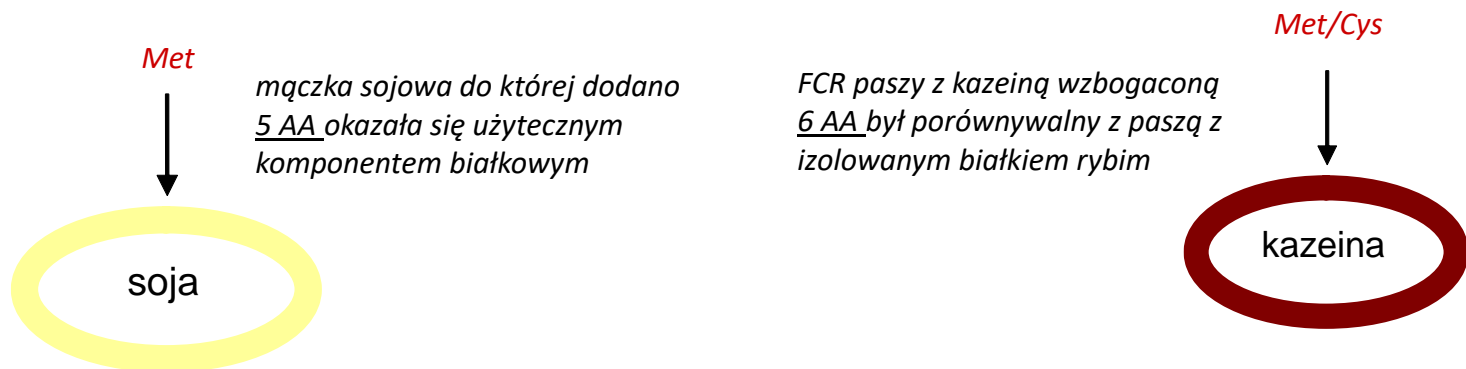 Met
mączka sojowa do której dodano
5 AA okazała się użytecznym
komponentem białkowym
soja
Met/Cys
FCR paszy z kazeiną wzbogaconą
6 AA był porównywalny z paszą z
izolowanym białkiem rybim
kazeina